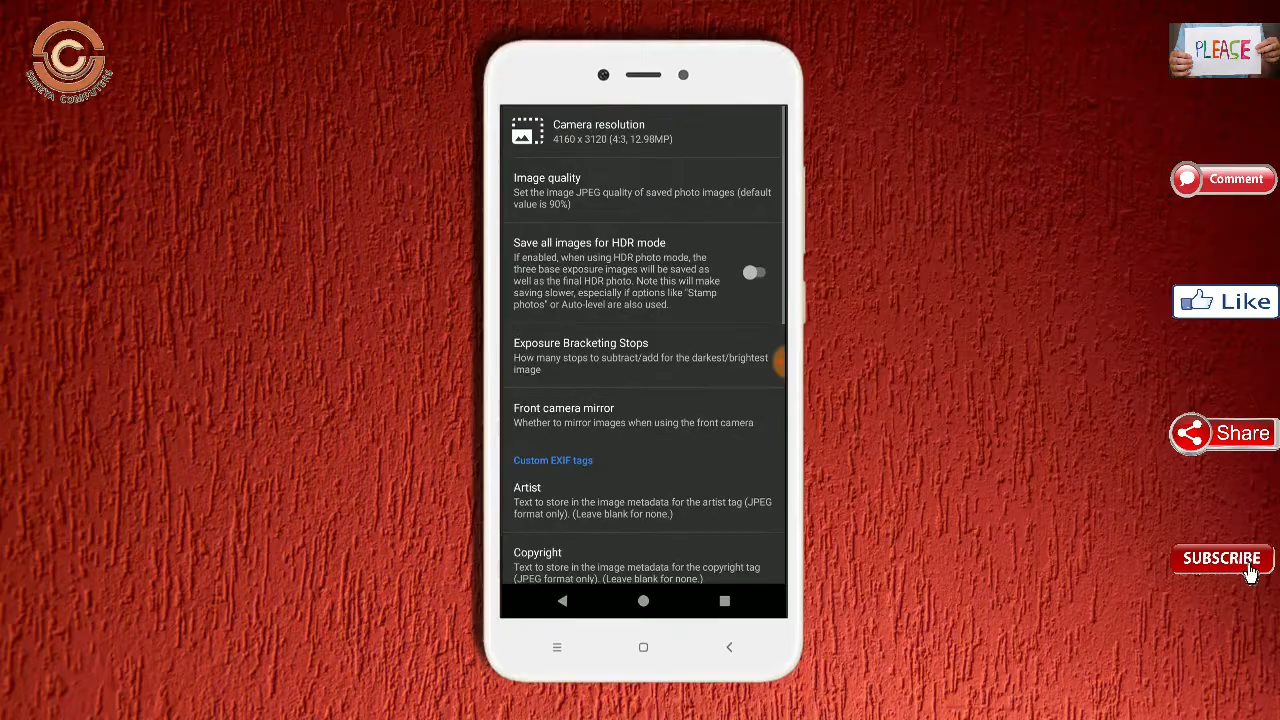 C
SHREYA COMPUTERS
PLEASE
Camera resolution
4160 x 3120 (4:3, 12.98MP)
Image quality
Set the image JPEG quality of saved photo images (default
value is 90%)
Comment
Save all images for HDR mode
If enabled, when using HDR photo mode, the
three base exposure images will be saved as
well as the final HDR photo. Note this will make
saving slower, especially if options like "Stamp
photos" or Auto-level are also used.
Like
Exposure Bracketing Stops
How many stops to subtract/add for the darkest/brightest
image
Front camera mirror
Whether to mirror images when using the front camera
Share
Custom EXIF tags
Artist
Text to store in the image metadata for the artist tag (JPEG
format only). (Leave blank for none.)
Copyright
Text to store in the image metadata for the copyright tag
(JPEG format only). (Leave blank for none.)
SUBSCRIBE